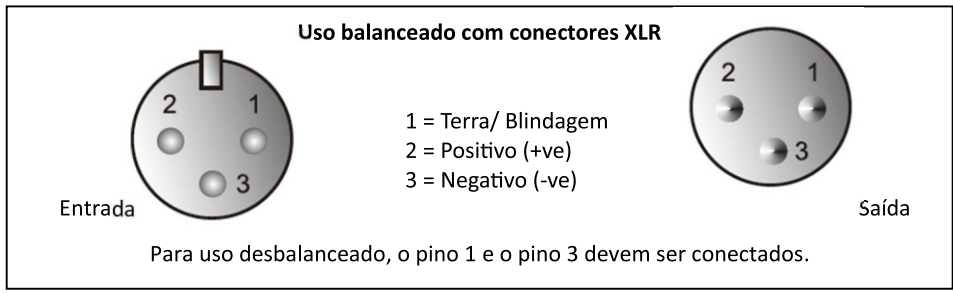 Uso balanceado com conectores XLR
2 1
3
Entrada
1 = Terra/ Blindagem
2 = Positivo (+ve)
3 = Negativo (-ve)
2 1
3
Saída
Para uso desbalanceado, o pino 1 e o pino 3 devem ser conectados.